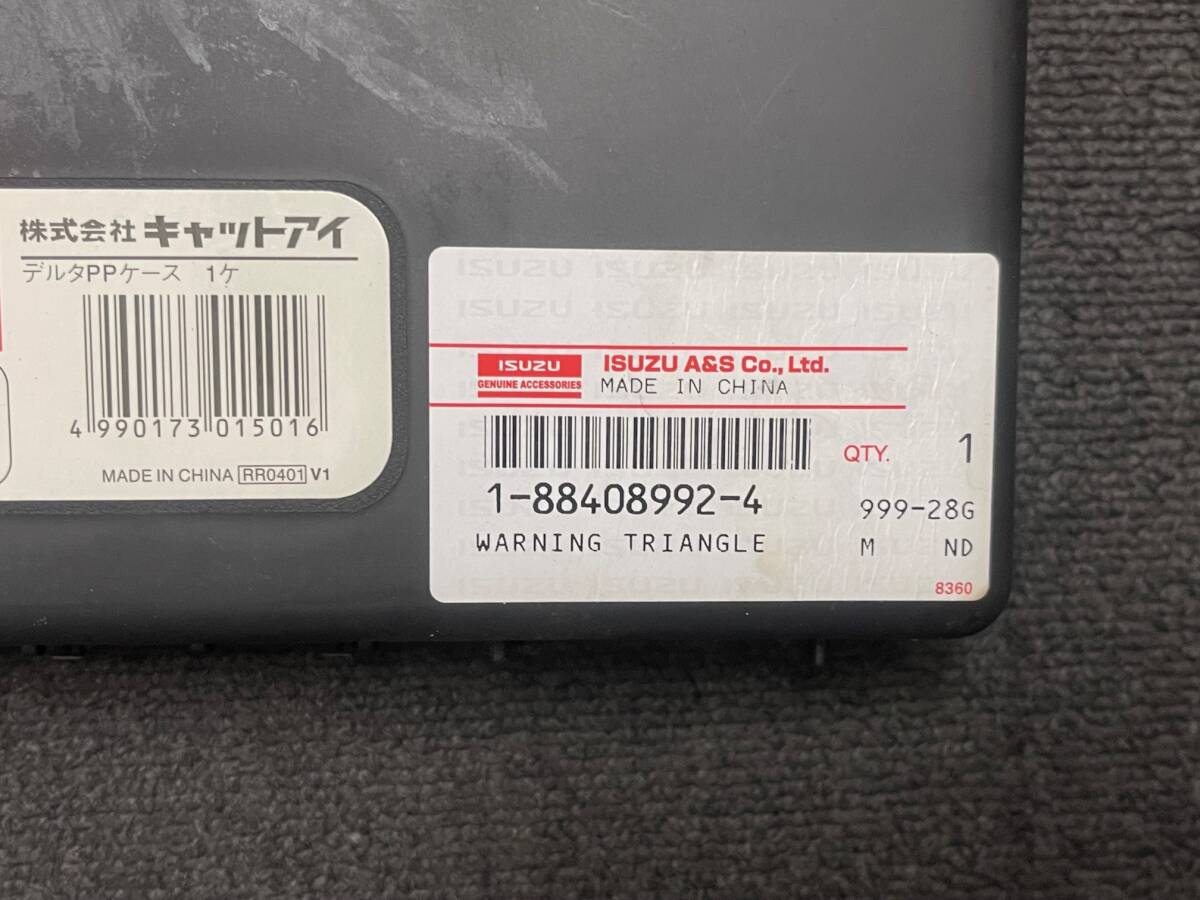 株式会社 キャットアイ
デルタPPケース 1ケ
4 990173 015016
MADE IN CHINA RR0401 V1
ISUZU
GENUINE ACCESSORIES
ISUZU A&S Co., Ltd.
MADE IN CHINA
QTY. 1
1-88408992-4
999-28G
WARNING TRIANGLE
M ND
8360